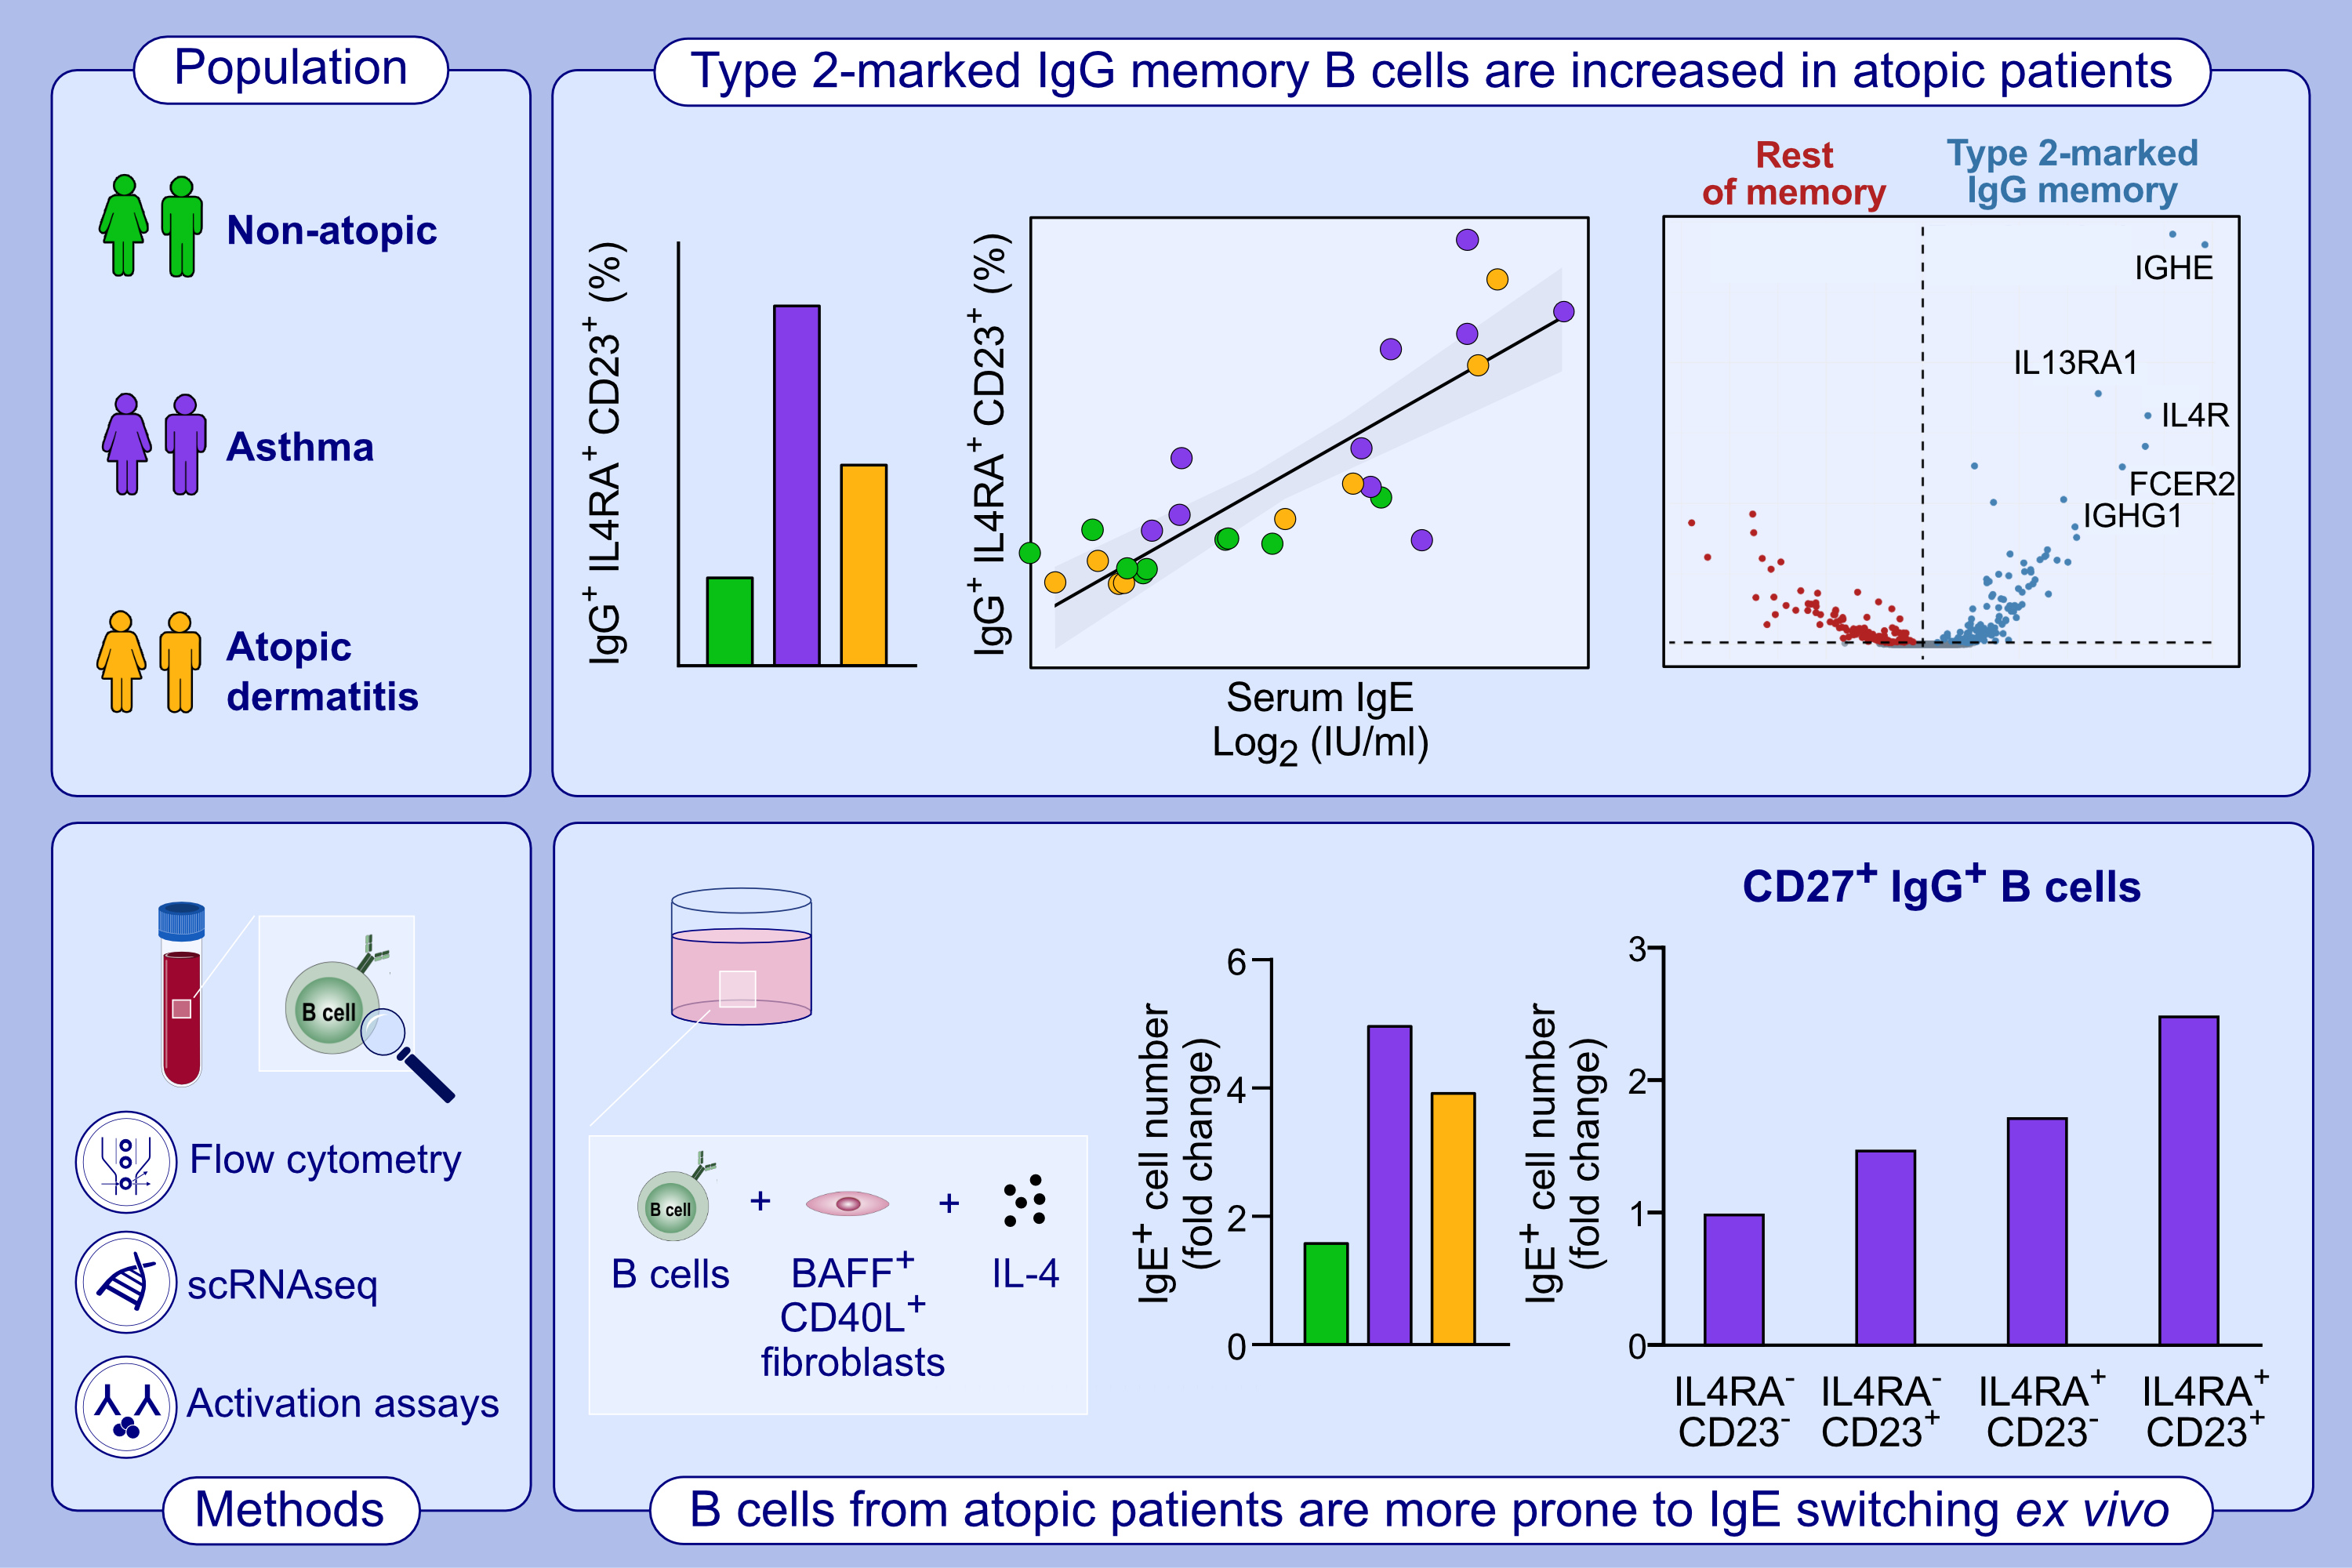 Population
Non-atopic
Asthma
Atopic
dermatitis
Type 2-marked IgG memory B cells are increased in atopic patients
IgG⁺ IL4RA⁺ CD23⁺ (%)
IgG⁺ IL4RA⁺ CD23⁺ (%)
Serum IgE
Log₂ (IU/ml)
Rest
of memory
Type 2-marked
IgG memory
IGHE
IL13RA1
IL4R
FCER2
IGHG1
B cell
Flow cytometry
scRNAseq
Activation assays
Methods
B cell
+
+
B cells
BAFF⁺
CD40L⁺
fibroblasts
IL-4
IgE⁺ cell number
(fold change)
6
4
2
0
CD27⁺ IgG⁺ B cells
IgE⁺ cell number
(fold change)
3
2
1
0
IL4RA⁻
CD23⁻
IL4RA⁻
CD23⁺
IL4RA⁺
CD23⁻
IL4RA⁺
CD23⁺
B cells from atopic patients are more prone to IgE switching ex vivo